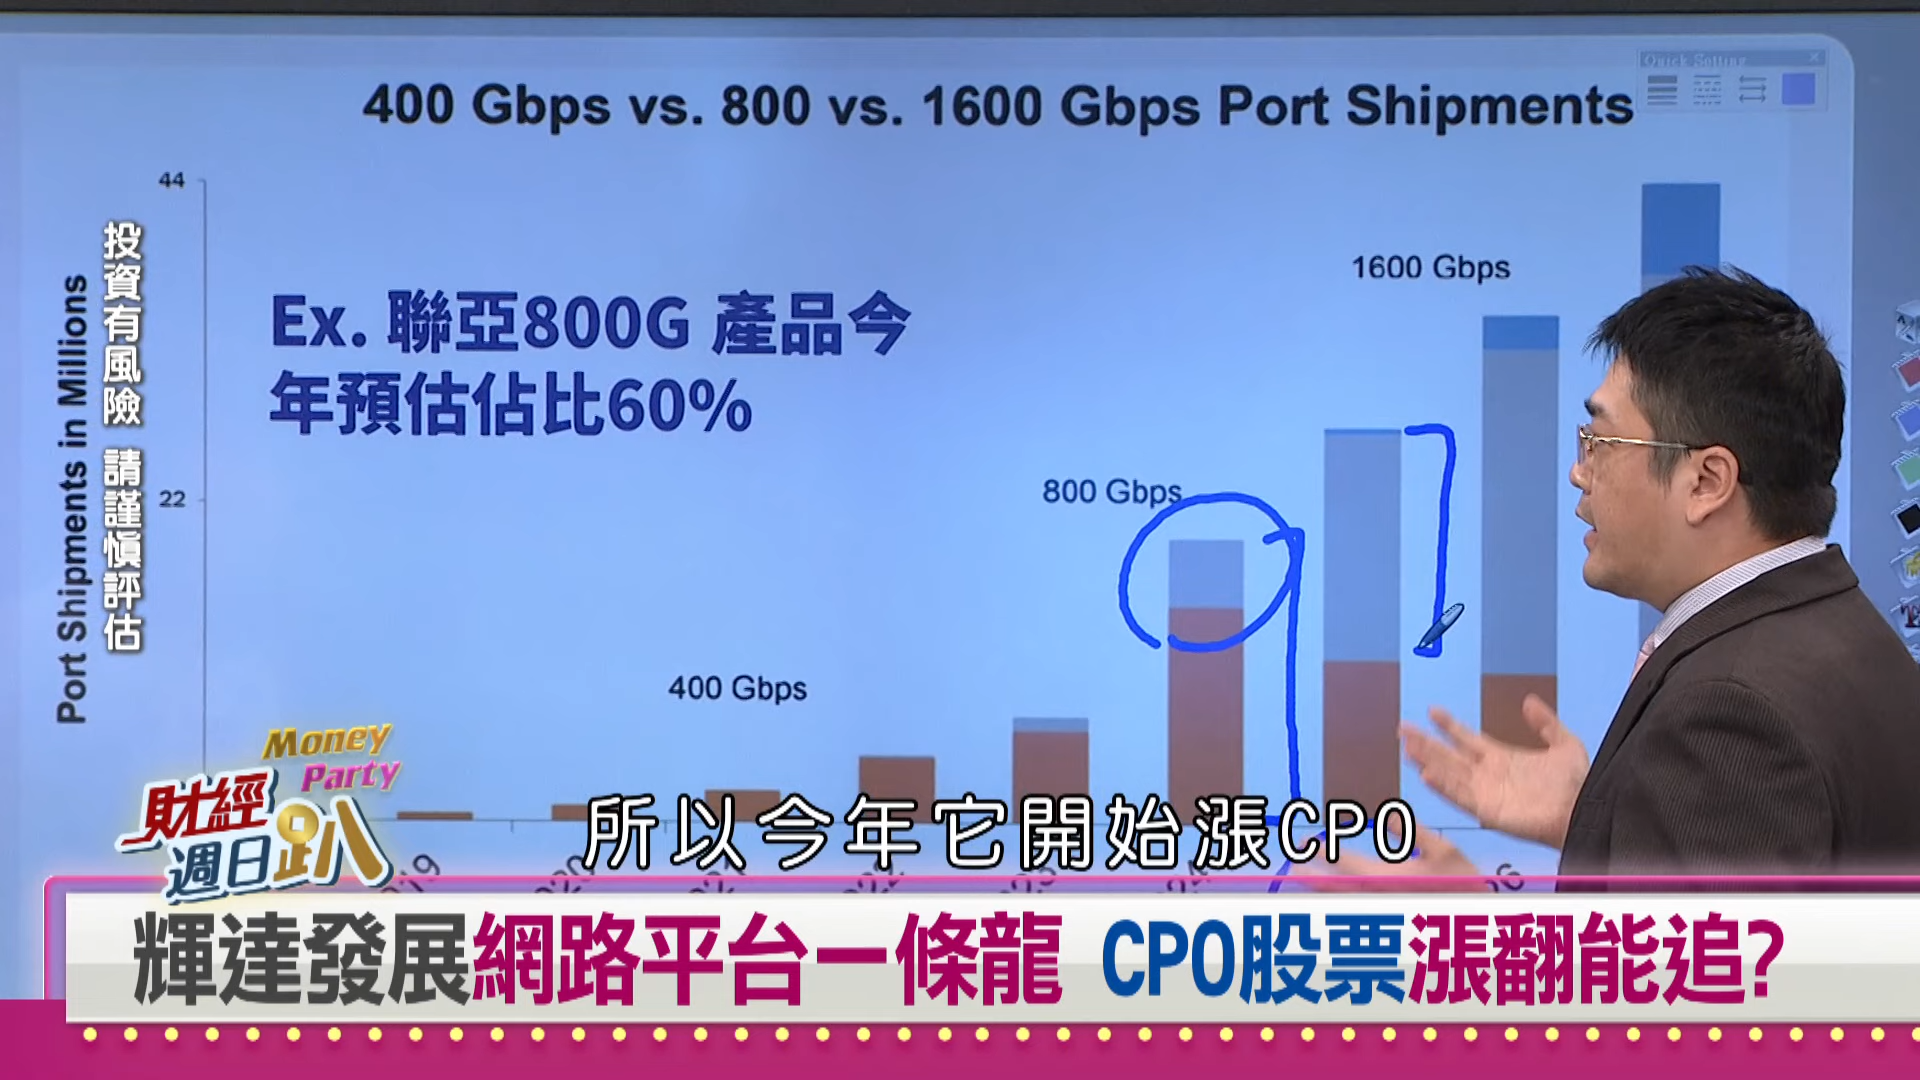 Quick Setting
400 Gbps vs. 800 vs. 1600 Gbps Port Shipments
44
22
Port Shipments in Millions
投資有風險 請謹慎評估
Ex. 聯亞800G 產品今
年預估佔比60%
1600 Gbps
800 Gbps
400 Gbps
Money
Party
財經
週日趴
所以今年它開始漲CPO
輝達發展網路平台一條龍 CPO股票漲翻能追?